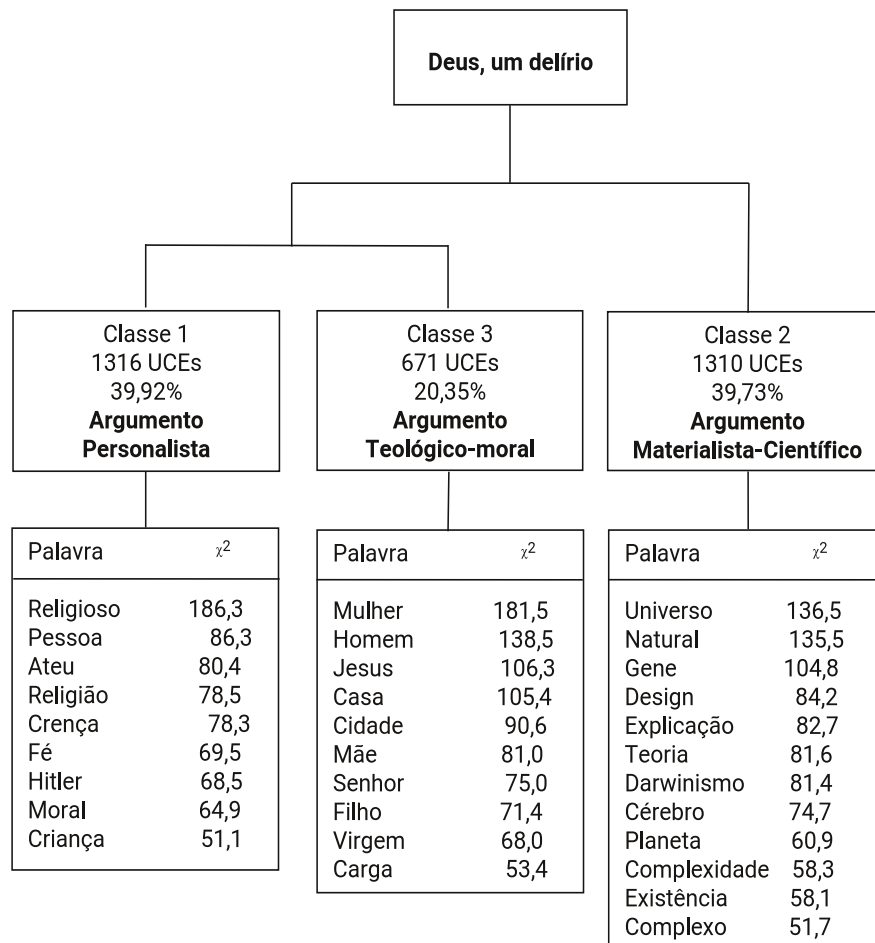 Deus, um delírio
Classe 1
1316 UCEs
39,92%
Argumento
Personalista
Classe 3
671 UCEs
20,35%
Argumento
Teológico-moral
Classe 2
1310 UCEs
39,73%
Argumento
Materialista-Científico
Palavra χ²
Religioso 186,3
Pessoa 86,3
Ateu 80,4
Religião 78,5
Crença 78,3
Fé 69,5
Hitler 68,5
Moral 64,9
Criança 51,1
Palavra χ²
Mulher 181,5
Homem 138,5
Jesus 106,3
Casa 105,4
Cidade 90,6
Mãe 81,0
Senhor 75,0
Filho 71,4
Virgem 68,0
Carga 53,4
Palavra χ²
Universo 136,5
Natural 135,5
Gene 104,8
Design 84,2
Explicação 82,7
Teoria 81,6
Darwinismo 81,4
Cérebro 74,7
Planeta 60,9
Complexidade 58,3
Existência 58,1
Complexo 51,7